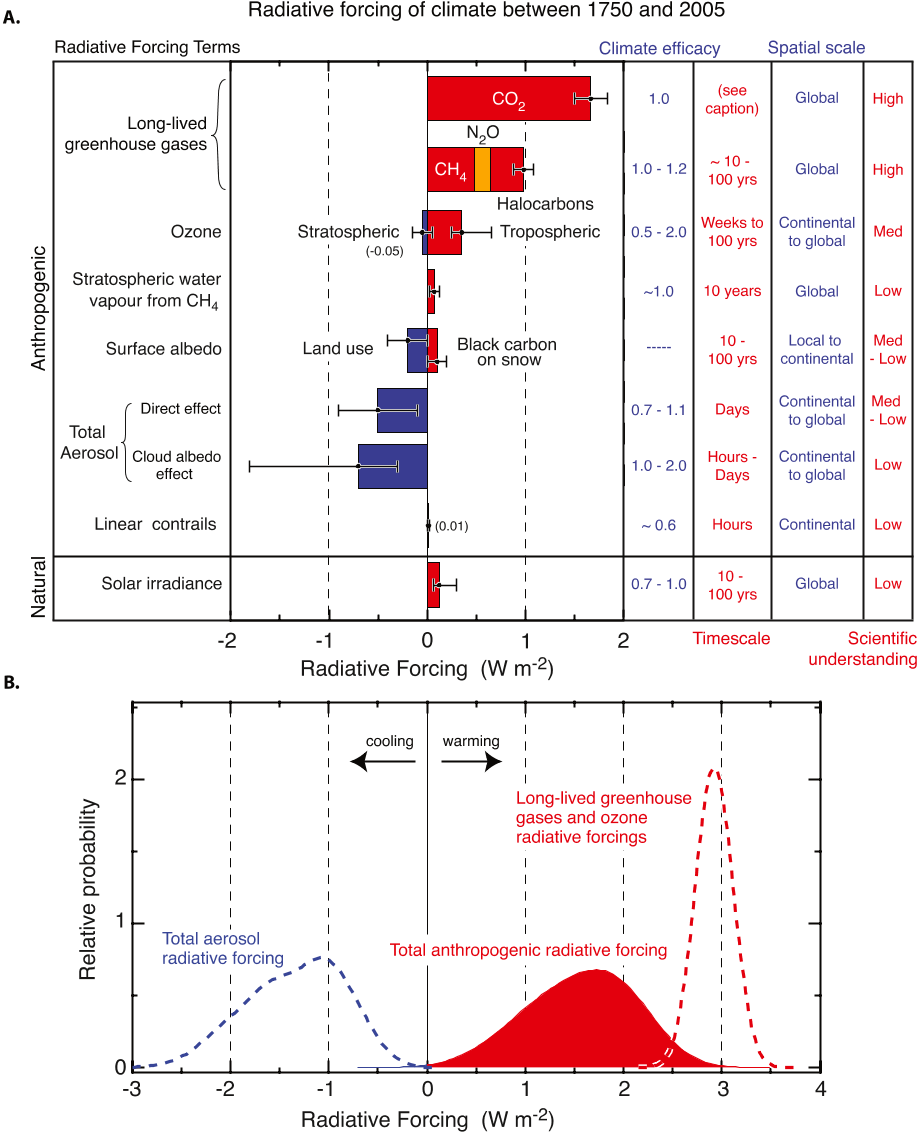 Radiative forcing of climate between 1750 and 2005
A.
Radiative Forcing Terms
Climate efficacy
Spatial scale
Anthropogenic
Long-lived
greenhouse gases
CO2
1.0
(see
caption)
Global
High
N2O
CH4
Halocarbons
1.0 - 1.2
~ 10 -
100 yrs
Global
High
Ozone
Stratospheric
(-0.05)
Tropospheric
0.5 - 2.0
Weeks to
100 yrs
Continental
to global
Med
Stratospheric water
vapour from CH4
~1.0
10 years
Global
Low
Surface albedo
Land use
Black carbon
on snow
-----
10 -
100 yrs
Local to
continental
Med
- Low
Total
Aerosol
Direct effect
0.7 - 1.1
Days
Continental
to global
Med
- Low
Cloud albedo
effect
1.0 - 2.0
Hours -
Days
Continental
to global
Low
Linear contrails
(0.01)
~ 0.6
Hours
Continental
Low
Natural
Solar irradiance
0.7 - 1.0
10 -
100 yrs
Global
Low
-2 -1 0 1 2
Timescale
Scientific
understanding
Radiative Forcing (W m-2)
B.
cooling
warming
2
Relative probability
Long-lived greenhouse
gases and ozone
radiative forcings
1
Total aerosol
radiative forcing
Total anthropogenic radiative forcing
0
-3 -2 -1 0 1 2 3 4
Radiative Forcing (W m-2)